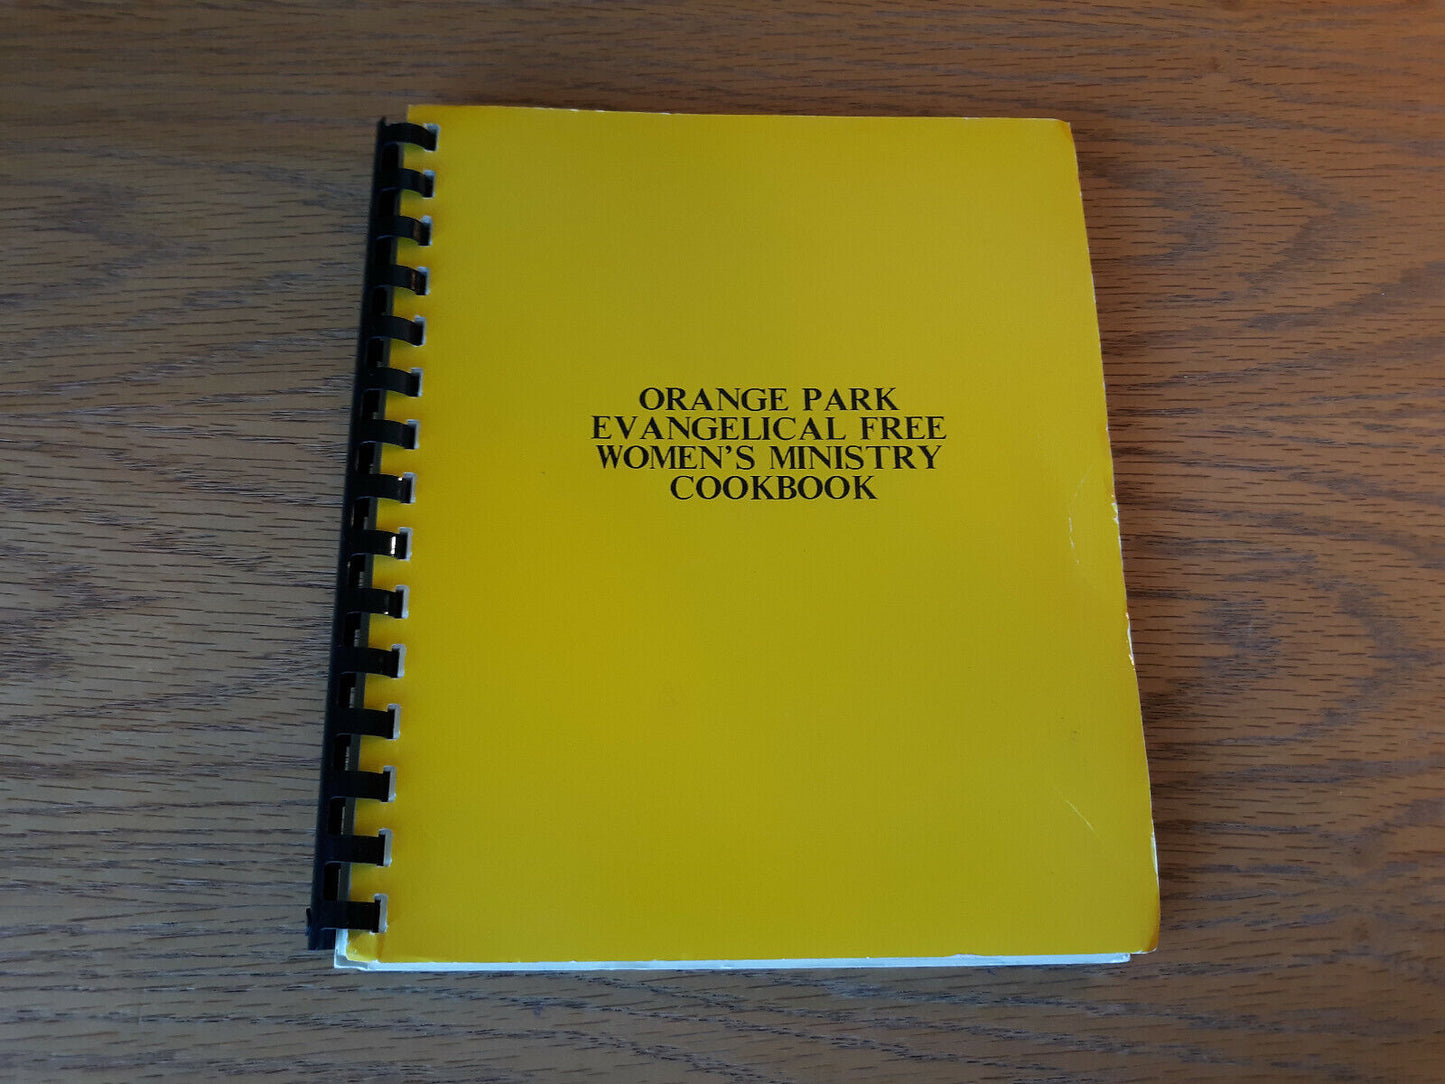 ORANGE PARK
EVANGELICAL FREE
WOMEN'S MINISTRY
COOKBOOK